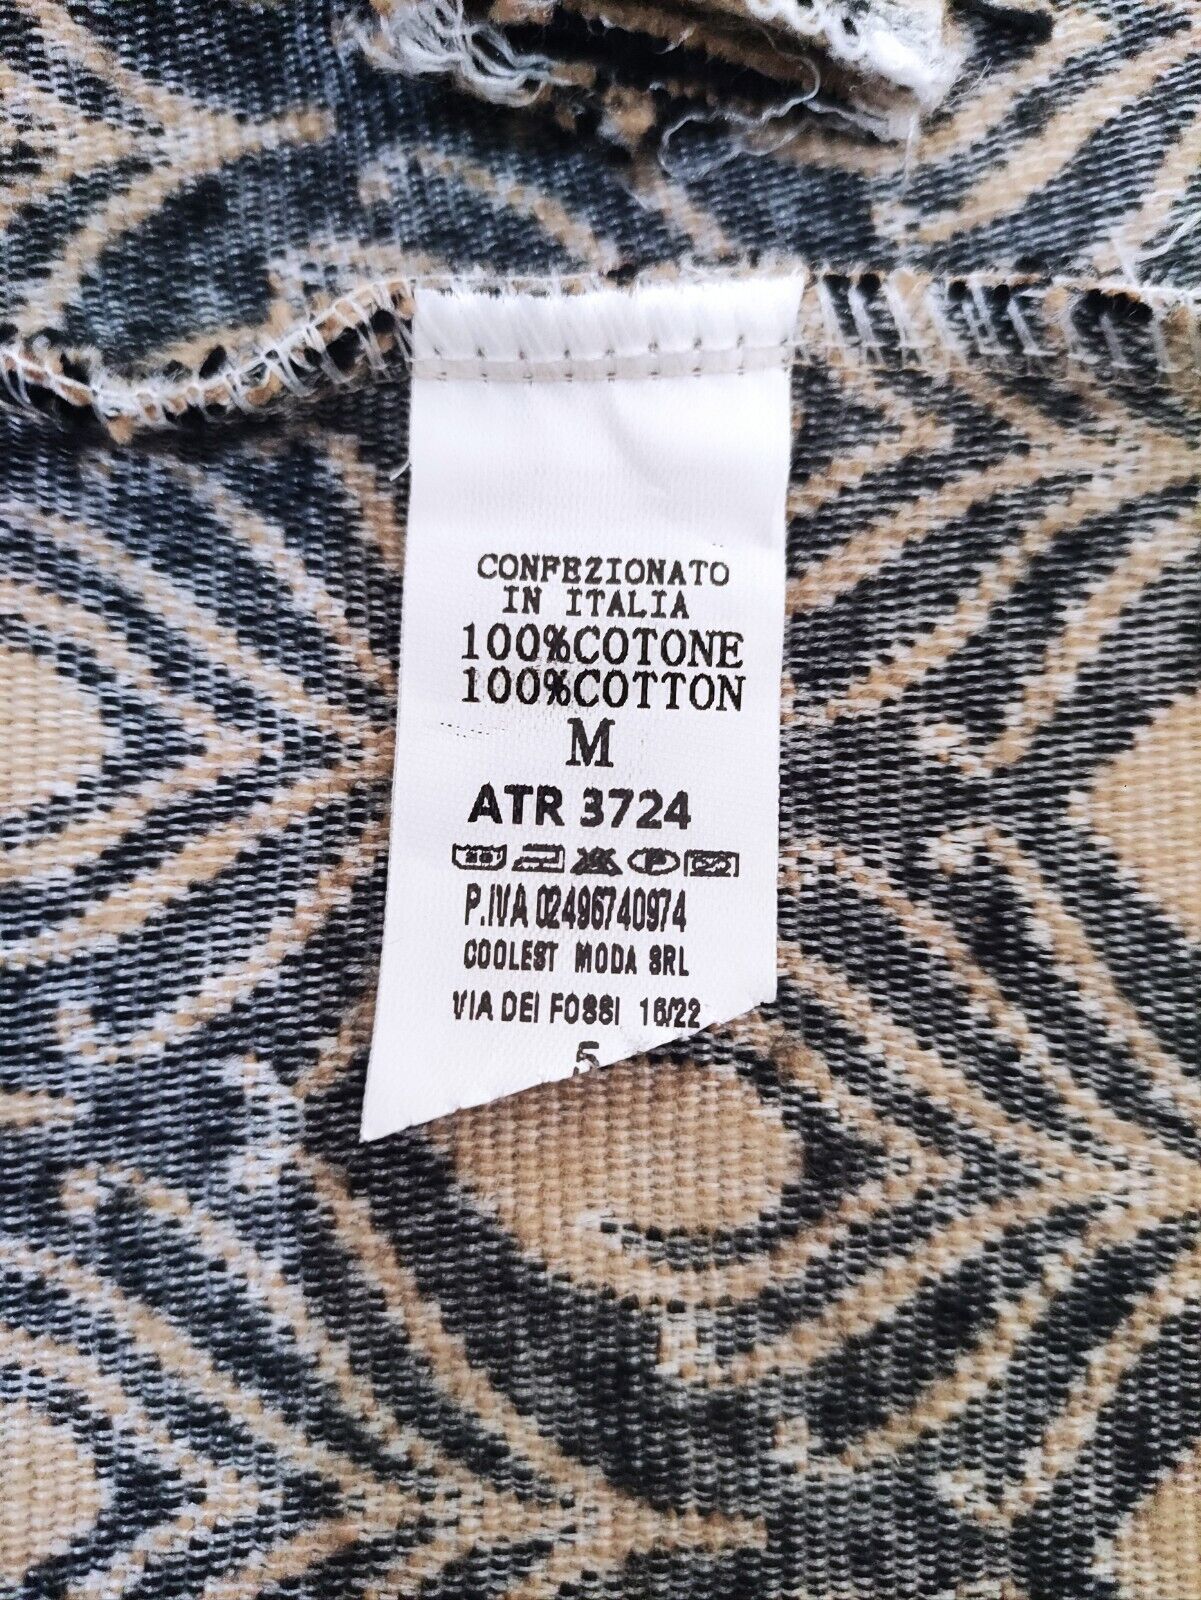 CONFEZIONATO
IN ITALIA
100%COTONE
100%COTTON
M
ATR 3724
P.IVA 02496740974
COOLEST MODA SRL
VIA DEI FOSSI 16/22
5